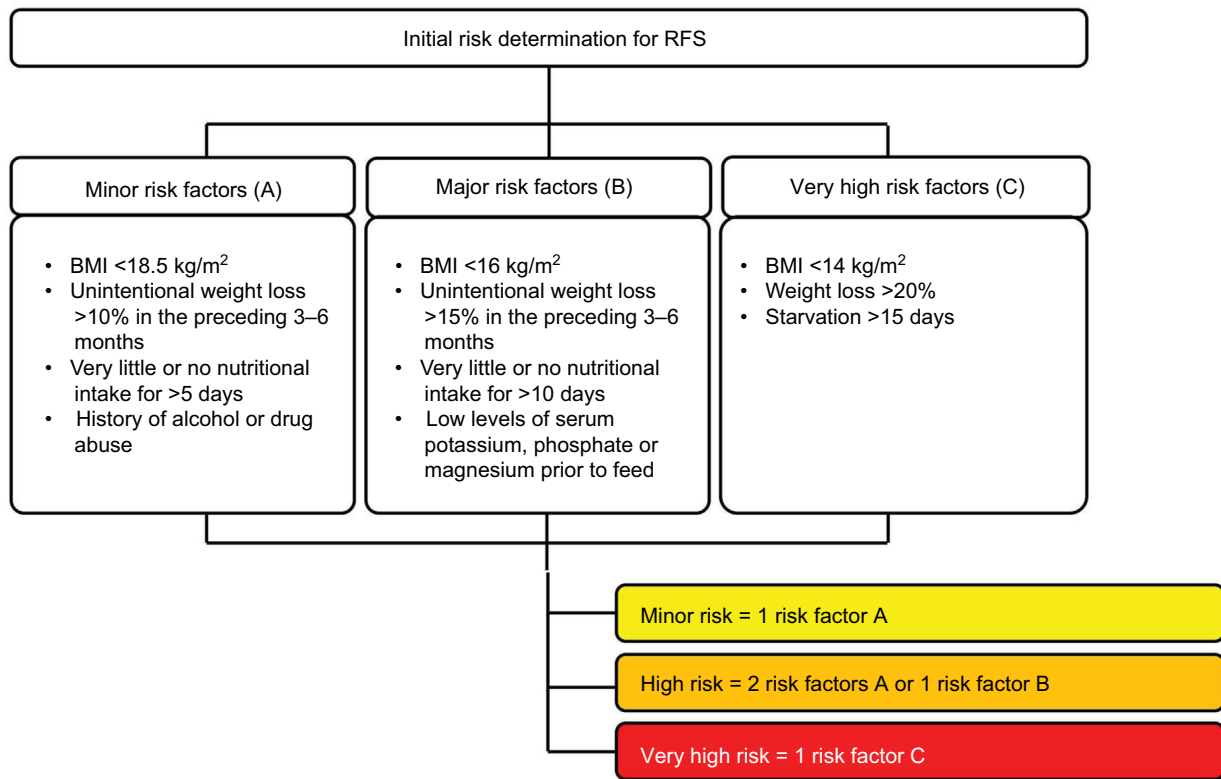 Initial risk determination for RFS
Minor risk factors (A)
• BMI <18.5 kg/m²
• Unintentional weight loss
>10% in the preceding 3–6
months
• Very little or no nutritional
intake for >5 days
• History of alcohol or drug
abuse
Major risk factors (B)
• BMI <16 kg/m²
• Unintentional weight loss
>15% in the preceding 3–6
months
• Very little or no nutritional
intake for >10 days
• Low levels of serum
potassium, phosphate or
magnesium prior to feed
Very high risk factors (C)
• BMI <14 kg/m²
• Weight loss >20%
• Starvation >15 days
Minor risk = 1 risk factor A
High risk = 2 risk factors A or 1 risk factor B
Very high risk = 1 risk factor C